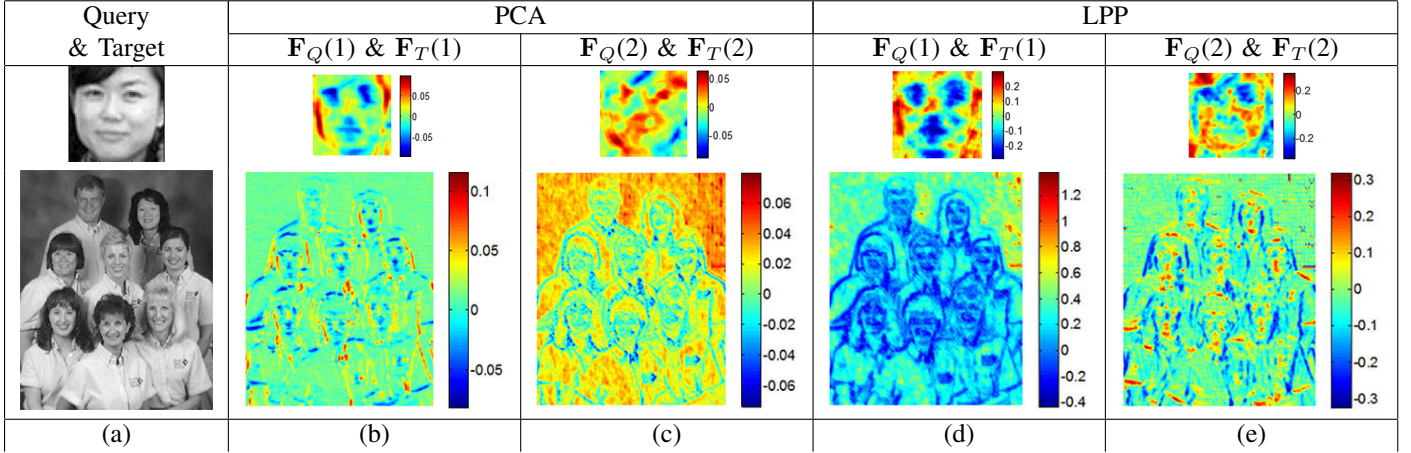 Query PCA LPP
& Target F_Q(1) & F_T(1) F_Q(2) & F_T(2) F_Q(1) & F_T(1) F_Q(2) & F_T(2)
0.05 0.05 0.3 0.2
0 0 0.2 0
-0.05 -0.05 0.1 -0.2
0
-0.1
-0.2
0.1 0.06 1.2 0.3
0.05 0.04 1 0.2
0 0.02 0.8 0.1
-0.05 0 0.6 0
-0.02 0.4 -0.1
-0.04 0.2 -0.2
-0.06 0 -0.3
-0.2
-0.4
(a) (b) (c) (d) (e)